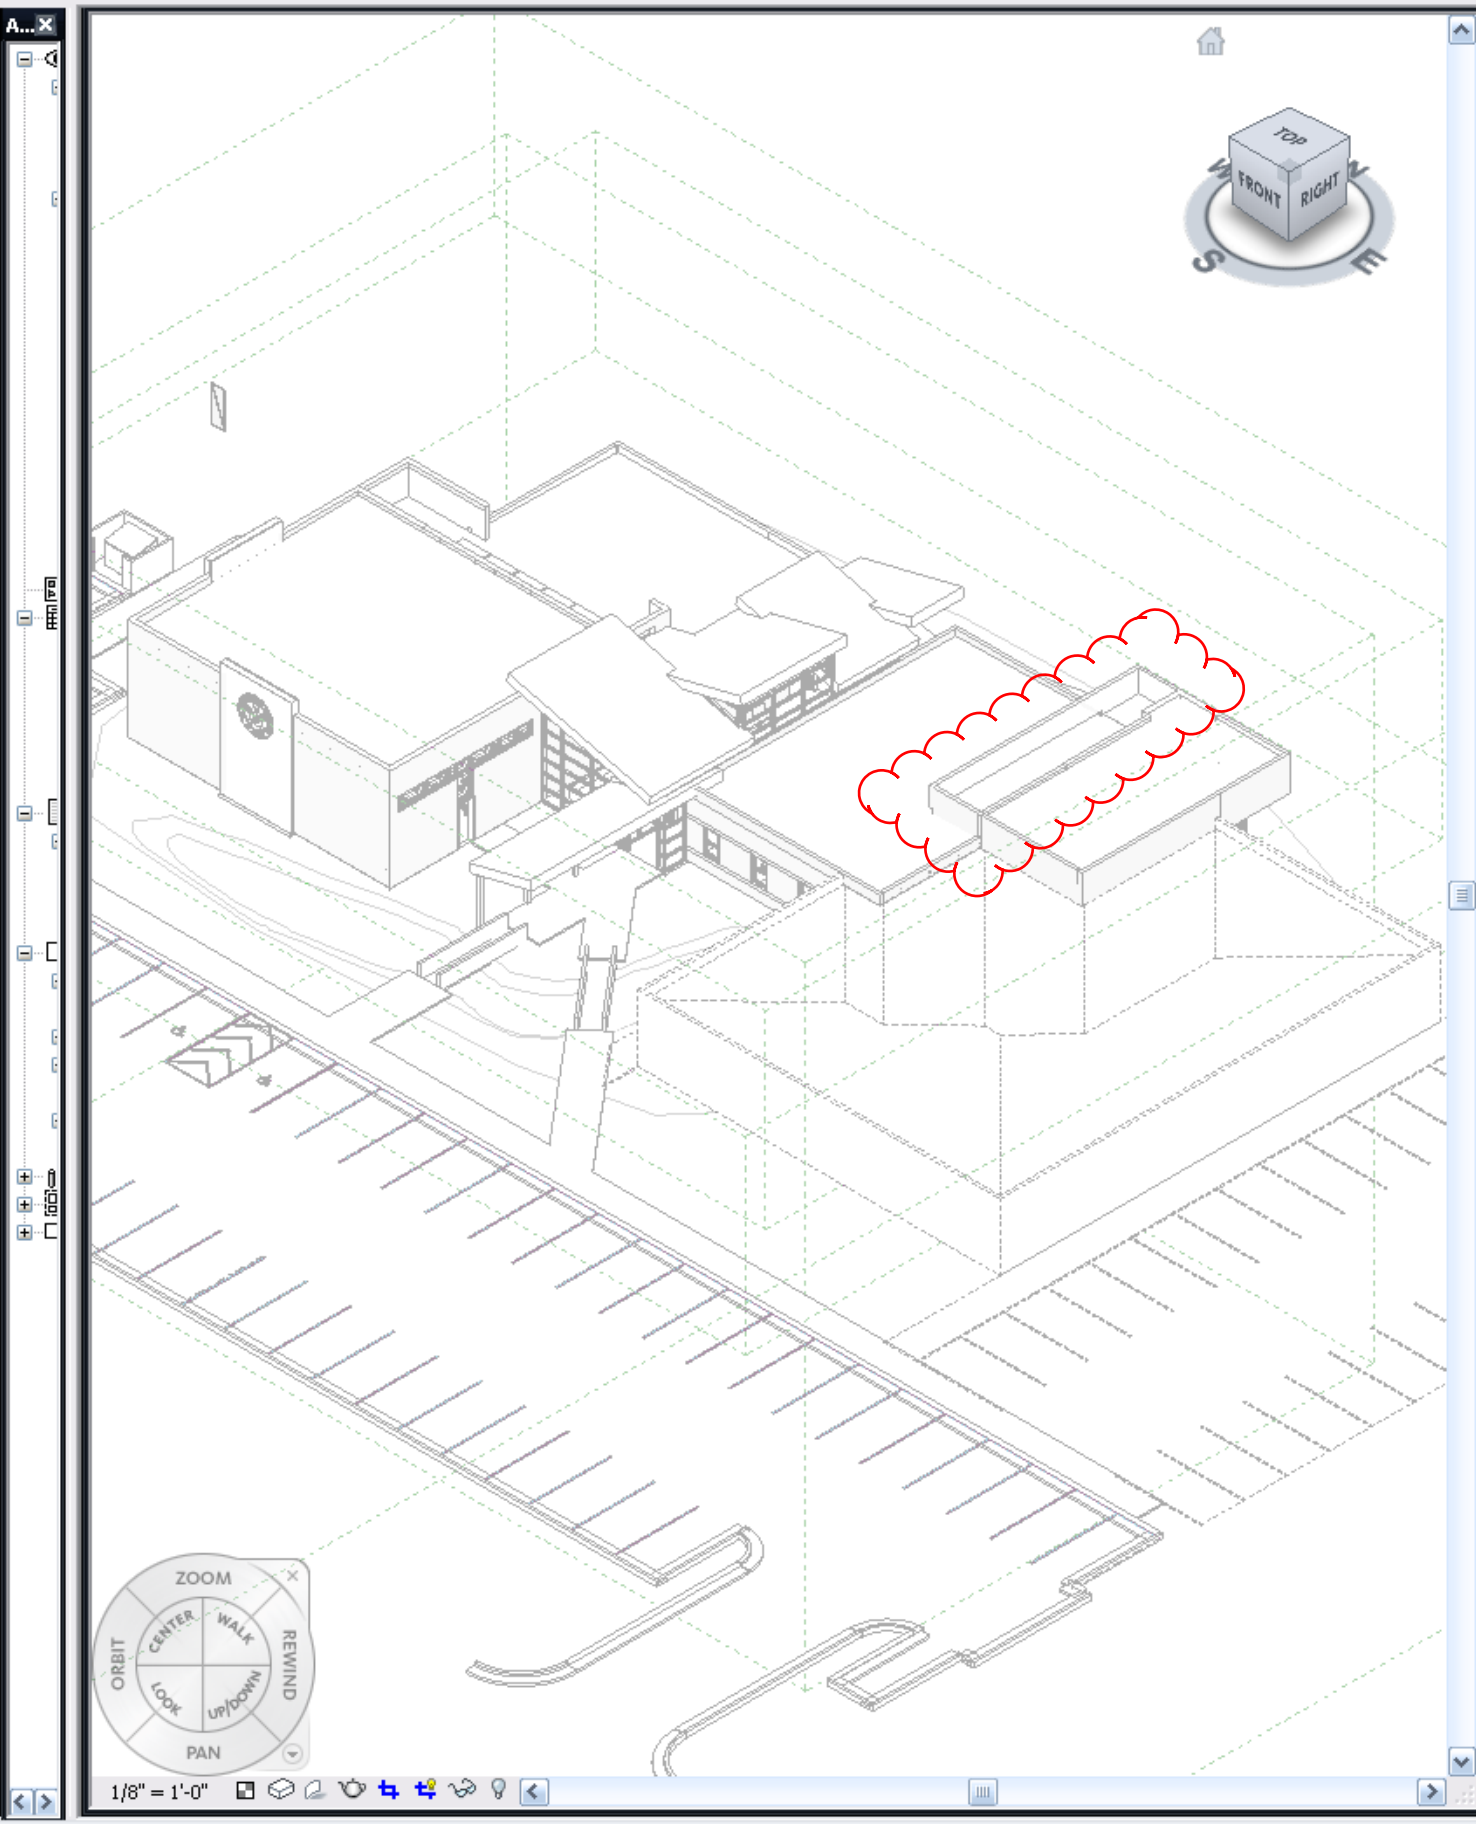 A...
TOP
FRONT
RIGHT
W
N
S
E
ZOOM
CENTER
WALK
ORBIT
REWIND
LOOK
UP/DOWN
PAN
1/8" = 1'-0"